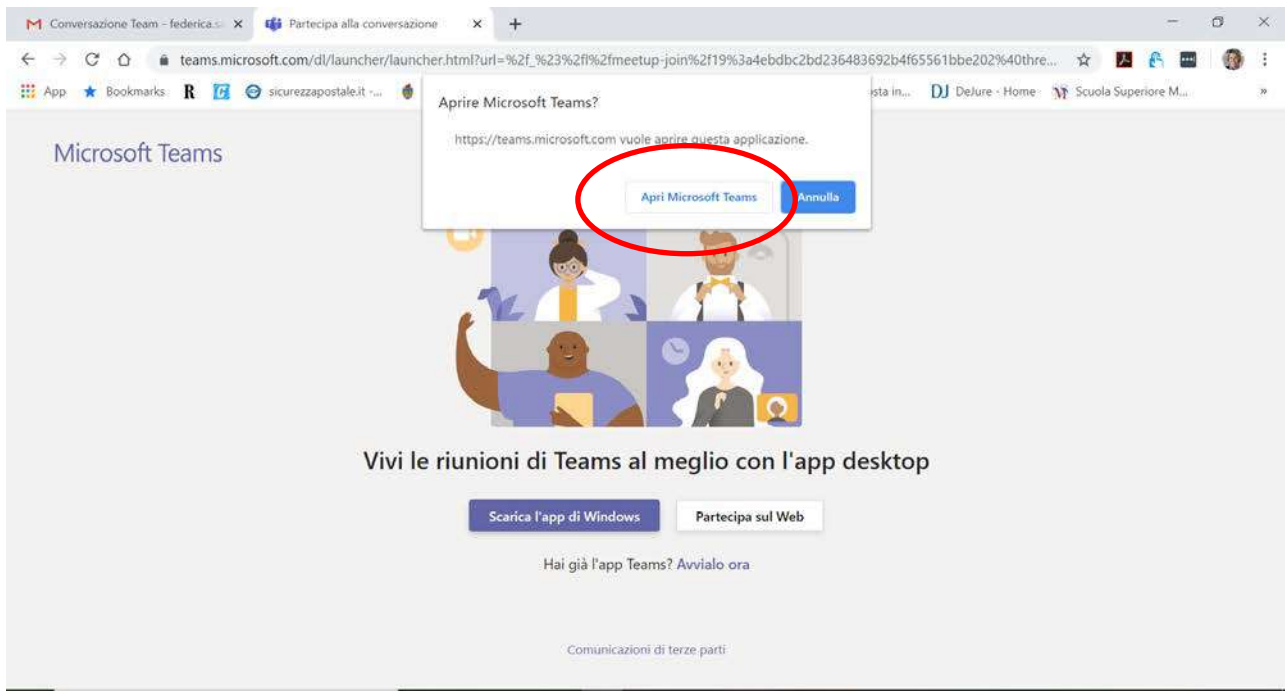 Conversazione Team - federica.s
Partecipa alla conversazione
teams.microsoft.com/dl/launcher/launcher.html?url=%2f_%23%2fl%2fmeetup-join%2f19%3a4ebdbc2bd236483692b4f65561bbe202%40thre...
App
Bookmarks
R
sicurezzapostale.it -...
sta in...
DJ DeJure - Home
Scuola Superiore M...
»
Aprire Microsoft Teams?
https://teams.microsoft.com vuole aprire questa applicazione.
Apri Microsoft Teams
Annulla
Microsoft Teams
Vivi le riunioni di Teams al meglio con l'app desktop
Scarica l'app di Windows
Partecipa sul Web
Hai già l'app Teams? Avvialo ora
Comunicazioni di terze parti